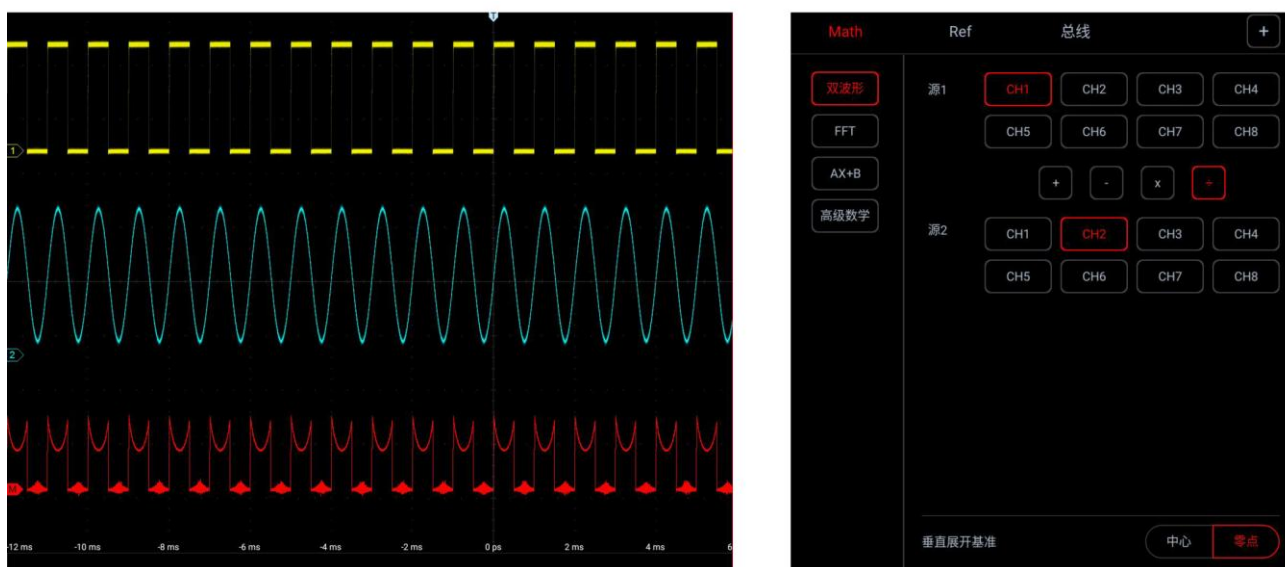 T
1
2
M1
-12 ms -10 ms -8 ms -6 ms -4 ms -2 ms 0 ps 2 ms 4 ms 6
Math Ref 总线 +
双波形 源1 CH1 CH2 CH3 CH4
FFT CH5 CH6 CH7 CH8
AX+B + - x ÷
高级数学 源2 CH1 CH2 CH3 CH4
CH5 CH6 CH7 CH8
垂直展开基准 中心 零点